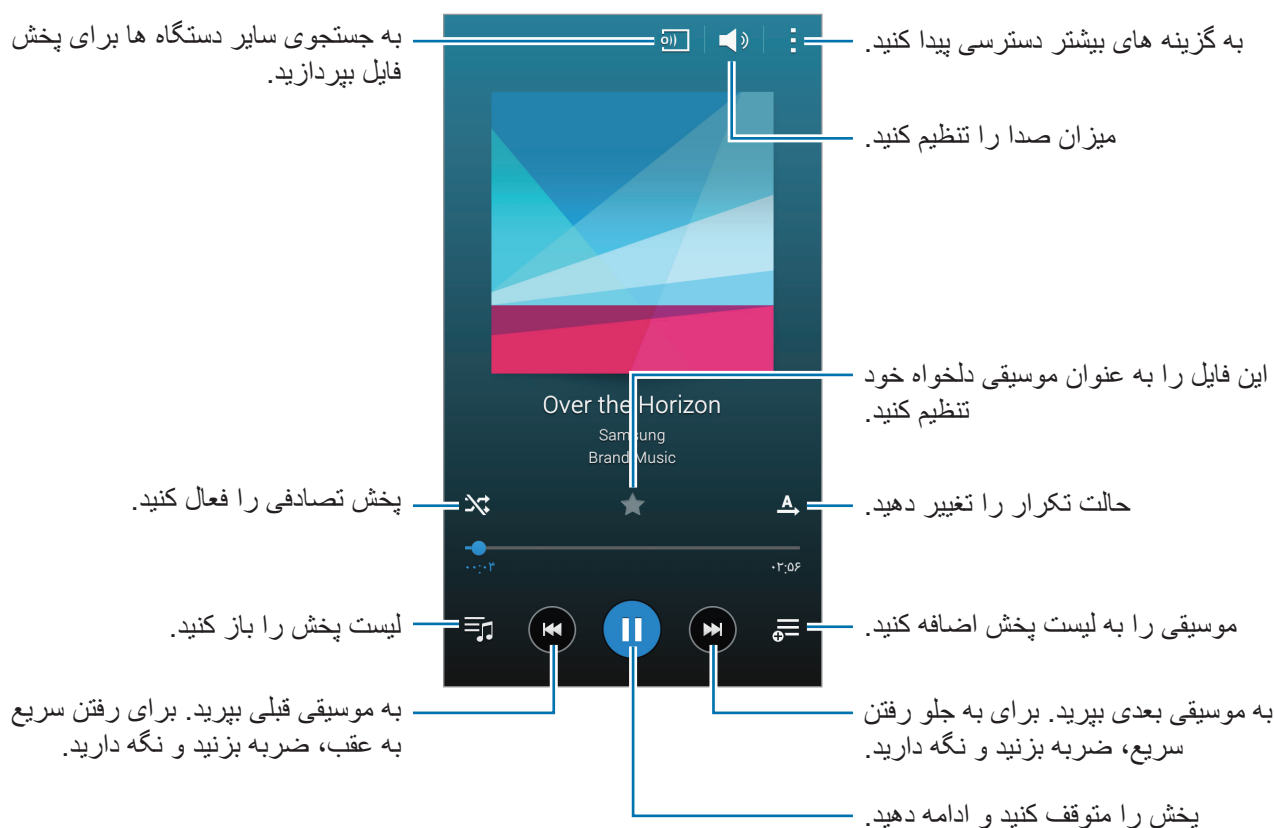 به گزینه های بیشتر دسترسی پیدا کنید.
به جستجوی سایر دستگاه ها برای پخش
فایل بپردازید.
میزان صدا را تنظیم کنید.
این فایل را به عنوان موسیقی دلخواه خود
تنظیم کنید.
Over the Horizon
Samsung
Brand Music
حالت تکرار را تغییر دهید.
A
پخش تصادفی را فعال کنید.
۰۰:۰۴
۰۲:۵۶
موسیقی را به لیست پخش اضافه کنید.
لیست پخش را باز کنید.
به موسیقی بعدی بپرید. برای به جلو رفتن
سریع، ضربه بزنید و نگه دارید.
به موسیقی قبلی بپرید. برای رفتن سریع
به عقب، ضربه بزنید و نگه دارید.
پخش را متوقف کنید و ادامه دهید.